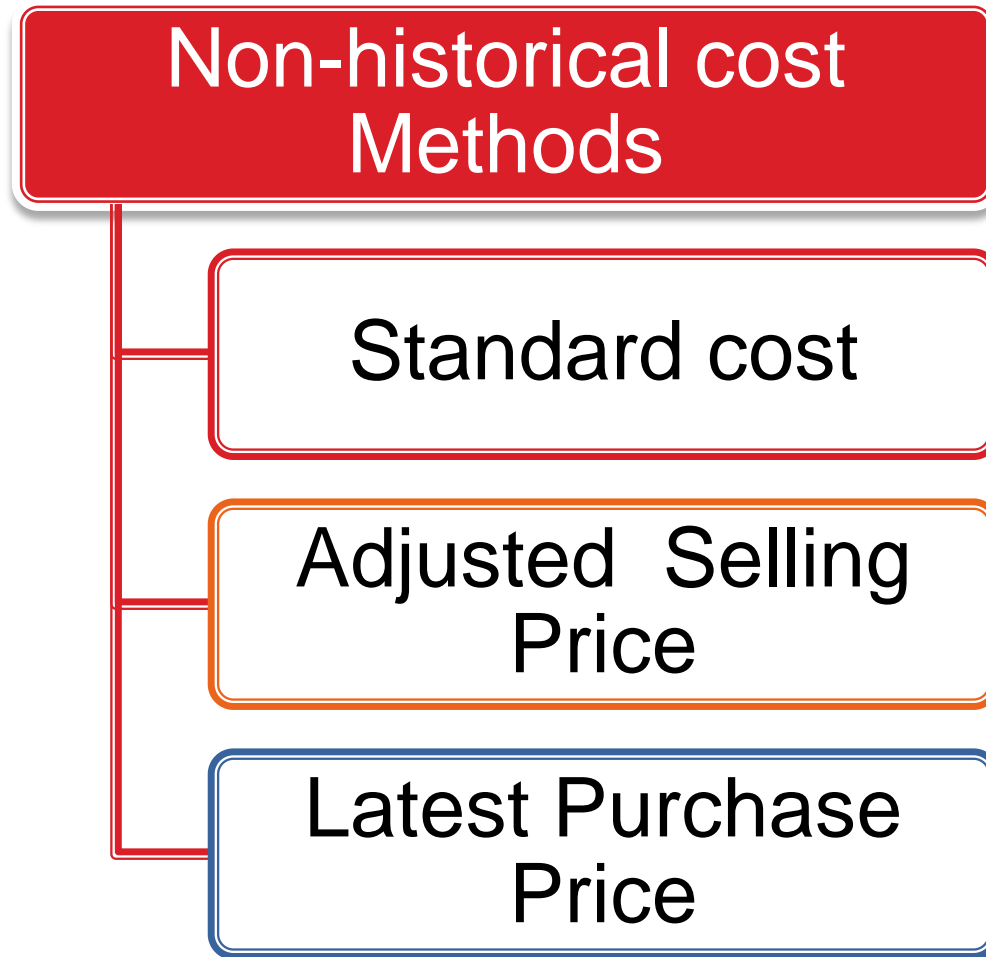 Non-historical cost
Methods
Standard cost
Adjusted Selling
Price
Latest Purchase
Price